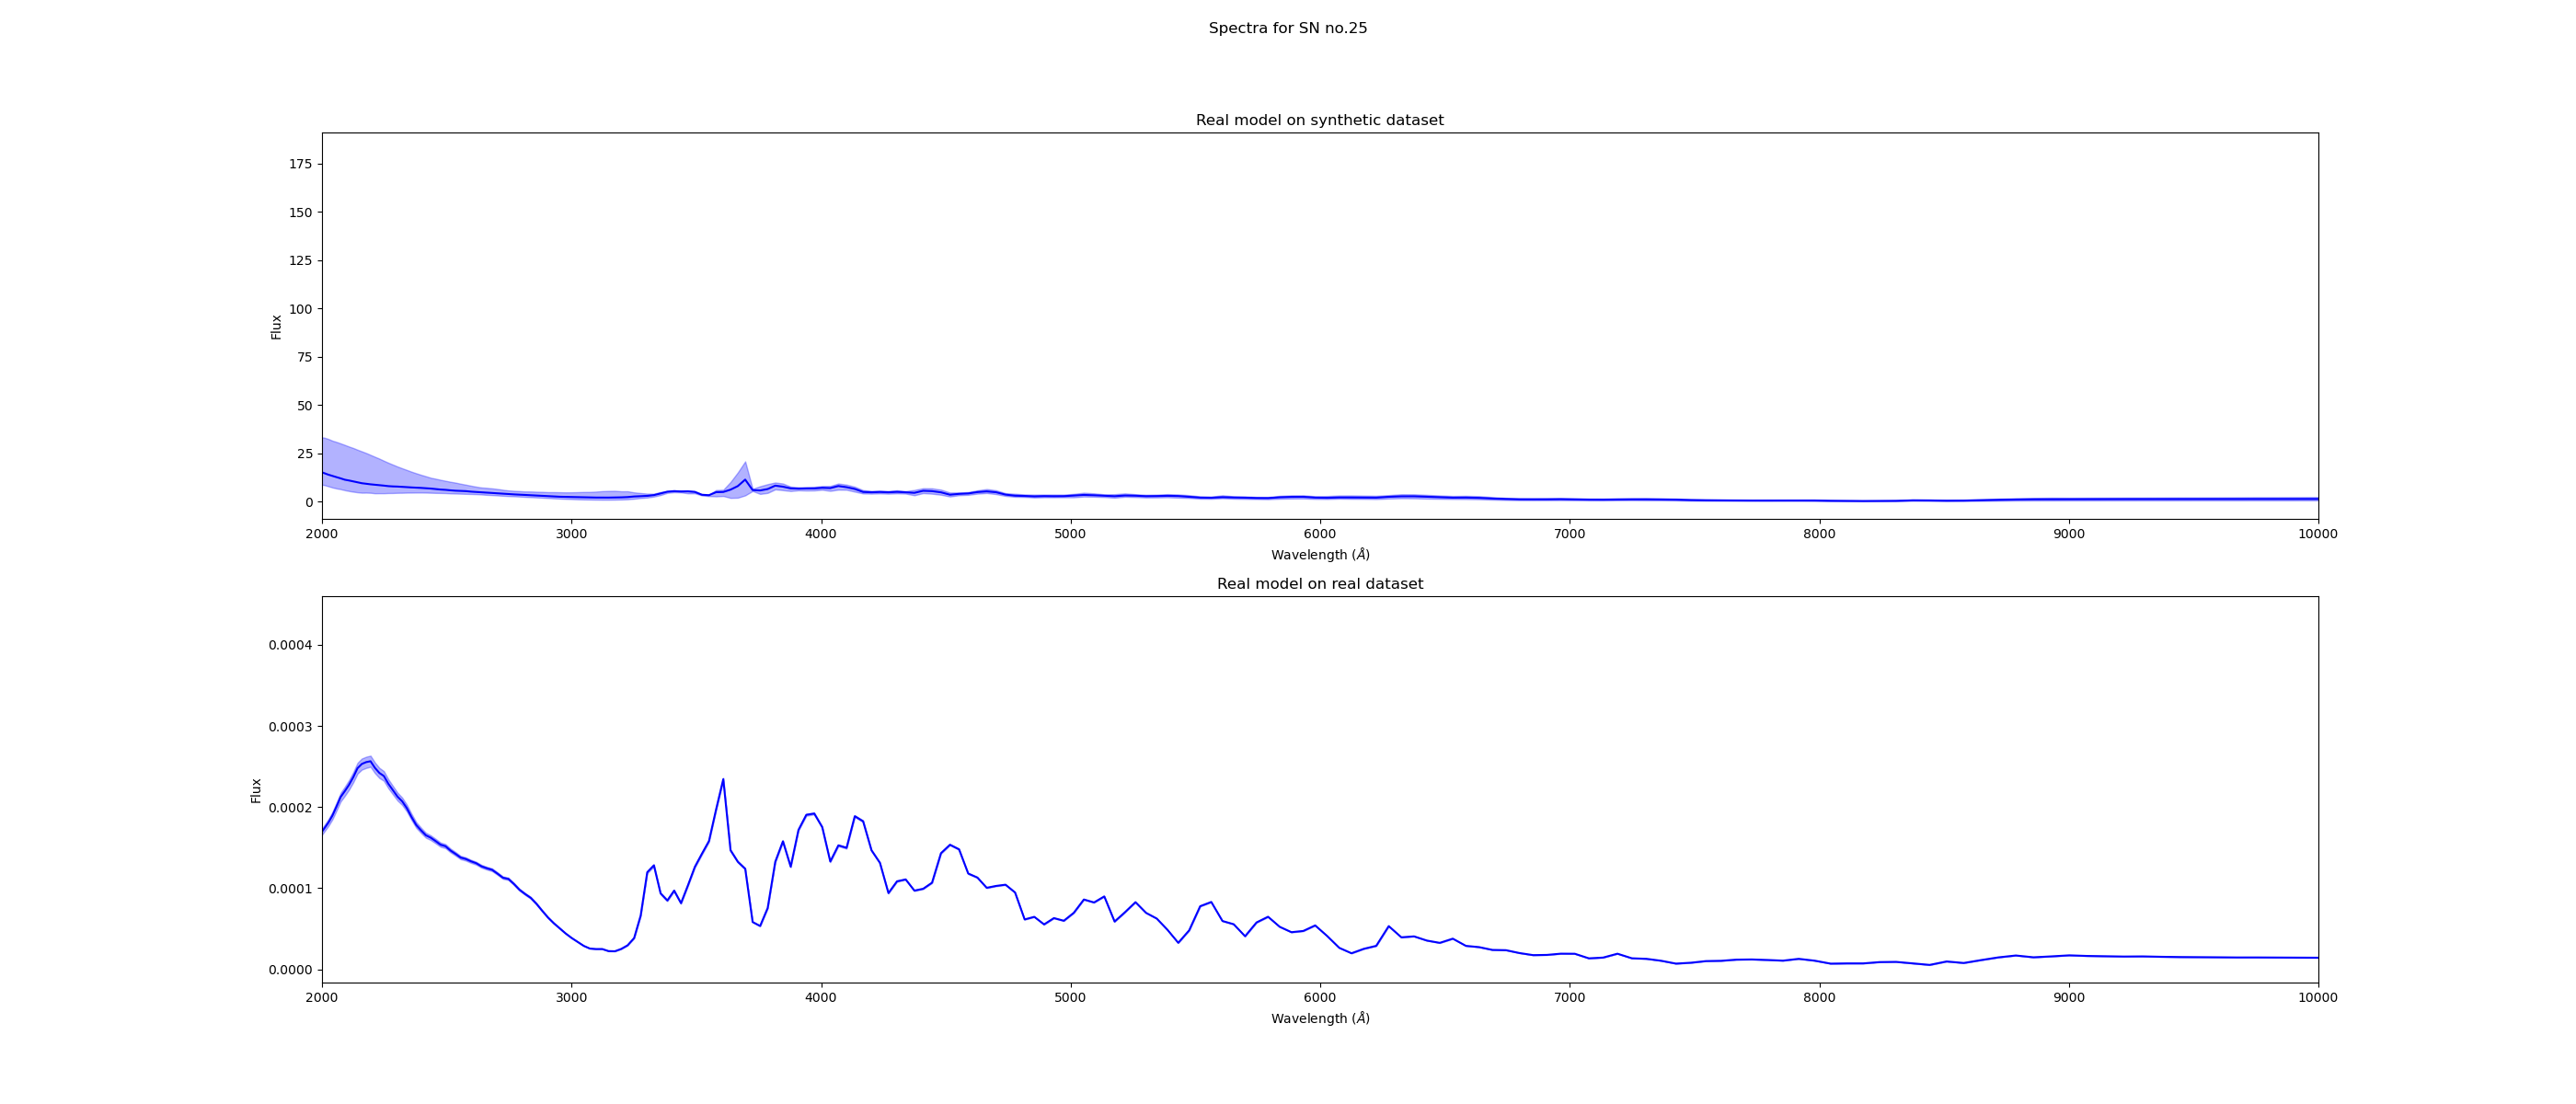 Spectra for SN no.25
Real model on synthetic dataset
175
150
125
100
75
50
25
0
Flux
2000 3000 4000 5000 6000 7000 8000 9000 10000
Wavelength (Å)
Real model on real dataset
0.0004
0.0003
0.0002
0.0001
0.0000
Flux
2000 3000 4000 5000 6000 7000 8000 9000 10000
Wavelength (Å)